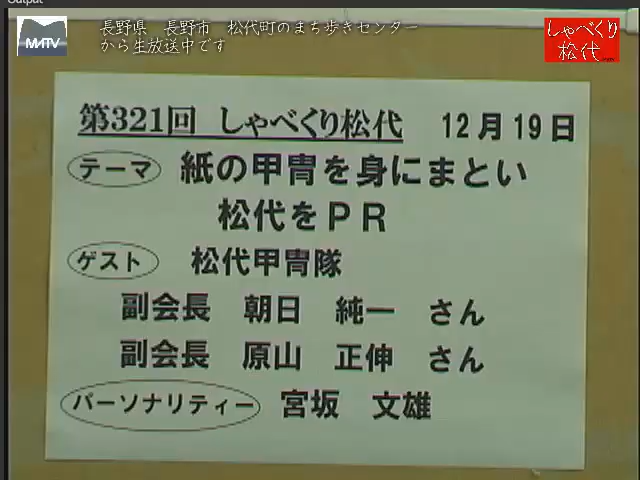 Output
MATV
長野県　長野市　松代町のまち歩きセンター
から生放送中です
しゃべくり
松代
第321回 しゃべくり松代　12月19日
テーマ　紙の甲冑を身にまとい
松代をＰＲ
ゲスト　松代甲冑隊
副会長　朝日　純一　さん
副会長　原山　正伸　さん
パーソナリティー　宮坂　文雄